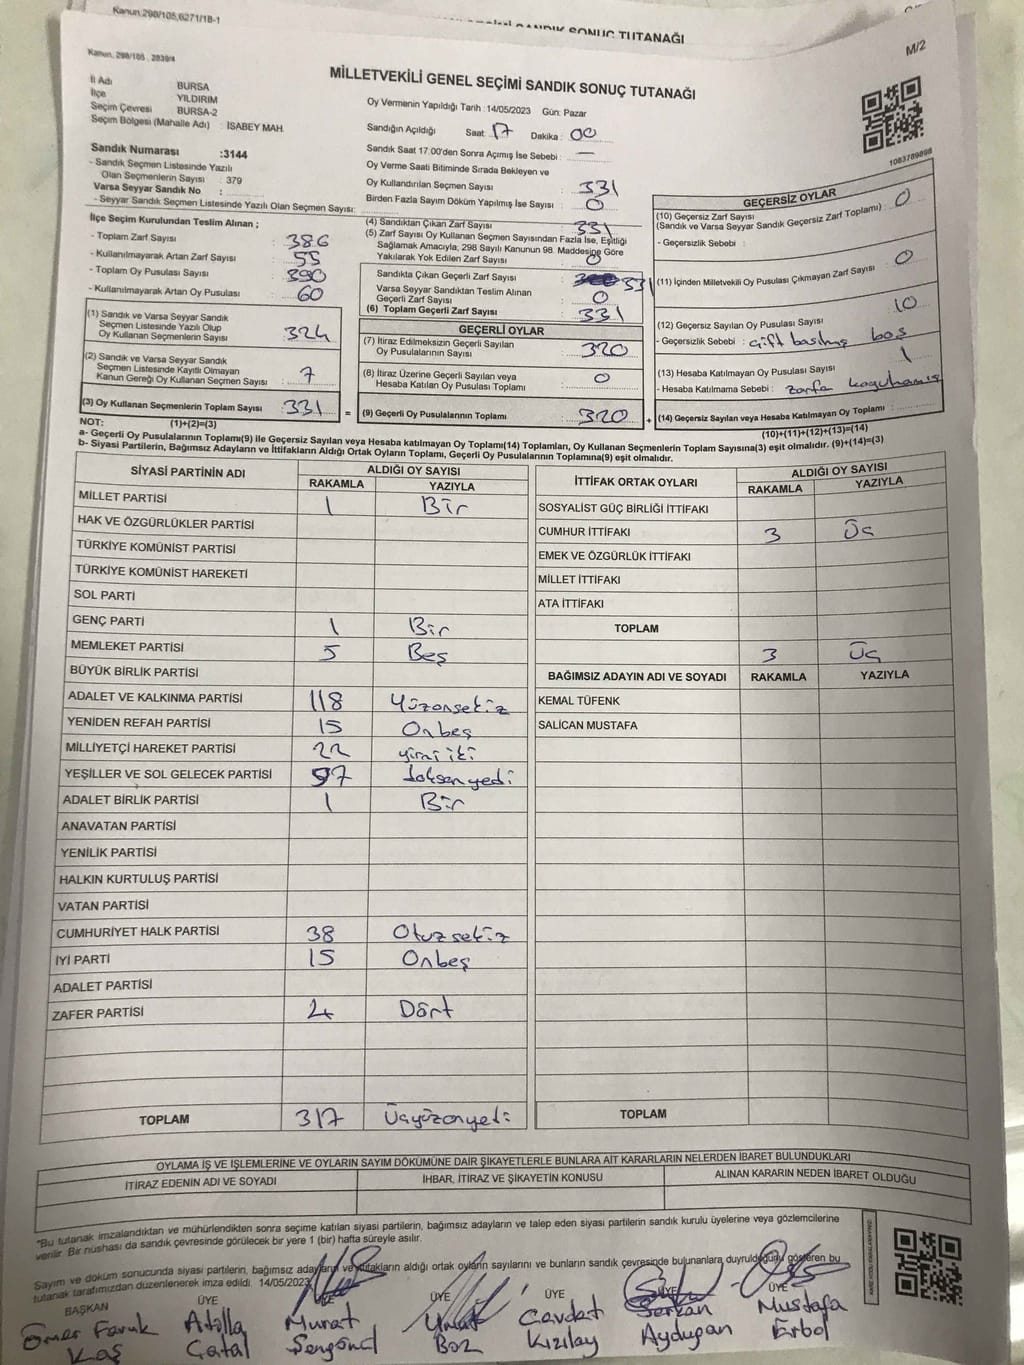 Kanun,298/105,6271/18-1
SANDIK SONUÇ TUTANAĞI
M/2
Kanun, 298/105 , 2839/4
MİLLETVEKİLİ GENEL SEÇİMİ SANDIK SONUÇ TUTANAĞI
İl Adı BURSA
İlçe YILDIRIM
Seçim Çevresi BURSA-2
Seçim Bölgesi (Mahalle Adı) : İSABEY MAH.
Oy Vermenin Yapıldığı Tarih : 14/05/2023 Gün: Pazar
Sandığın Açıldığı Saat : 17 Dakika : 00
Sandık Saat 17.00'den Sonra Açımış İse Sebebi : —
Oy Verme Saati Bitiminde Sırada Bekleyen ve
Oy Kullandırılan Seçmen Sayısı : 331
Birden Fazla Sayım Döküm Yapılmış İse Sayısı : 0
1083789898
Sandık Numarası :3144
- Sandık Seçmen Listesinde Yazılı
Olan Seçmenlerin Sayısı : 379
Varsa Seyyar Sandık No :
- Seyyar Sandık Seçmen Listesinde Yazılı Olan Seçmen Sayısı:
İlçe Seçim Kurulundan Teslim Alınan ;
- Toplam Zarf Sayısı : 386
- Kullanılmayarak Artan Zarf Sayısı : 55
- Toplam Oy Pusulası Sayısı : 390
- Kullanılmayarak Artan Oy Pusulası : 60
(1) Sandık ve Varsa Seyyar Sandık
Seçmen Listesinde Yazılı Olup
Oy Kullanan Seçmenlerin Sayısı : 324
(2) Sandık ve Varsa Seyyar Sandık
Seçmen Listesinde Kayıtlı Olmayan
Kanun Gereği Oy Kullanan Seçmen Sayısı : 7
(3) Oy Kullanan Seçmenlerin Toplam Sayısı : 331
(1)+(2)=(3)
(4) Sandıktan Çıkan Zarf Sayısı : 331
(5) Zarf Sayısı Oy Kullanan Seçmen Sayısından Fazla İse, Eşitliği
Sağlamak Amacıyla; 298 Sayılı Kanunun 98. Maddesine Göre
Yakılarak Yok Edilen Zarf Sayısı : 0
Sandıkta Çıkan Geçerli Zarf Sayısı : 331
Varsa Seyyar Sandıktan Teslim Alınan
Geçerli Zarf Sayısı : 0
(6) Toplam Geçerli Zarf Sayısı : 331
GEÇERLİ OYLAR
(7) İtiraz Edilmeksizin Geçerli Sayılan
Oy Pusulalarının Sayısı : 320
(8) İtiraz Üzerine Geçerli Sayılan veya
Hesaba Katılan Oy Pusulası Toplamı : 0
= (9) Geçerli Oy Pusulalarının Toplamı : 320 +
GEÇERSİZ OYLAR
(10) Geçersiz Zarf Sayısı
(Sandık ve Varsa Seyyar Sandık Geçersiz Zarf Toplamı) : 0
- Geçersizlik Sebebi :
(11) İçinden Milletvekili Oy Pusulası Çıkmayan Zarf Sayısı : 0
(12) Geçersiz Sayılan Oy Pusulası Sayısı 10
- Geçersizlik Sebebi : Çift basılmış boş
(13) Hesaba Katılmayan Oy Pusulası Sayısı 1
- Hesaba Katılmama Sebebi : zarfa koyulmamış
(14) Geçersiz Sayılan veya Hesaba Katılmayan Oy Toplamı :
(10)+(11)+(12)+(13)=(14)
NOT:
a- Geçerli Oy Pusulalarının Toplamı(9) ile Geçersiz Sayılan veya Hesaba katılmayan Oy Toplamı(14) Toplamları, Oy Kullanan Seçmenlerin Toplam Sayısına(3) eşit olmalıdır. (9)+(14)=(3)
b- Siyasi Partilerin, Bağımsız Adayların ve İttifakların Aldığı Ortak Oyların Toplamı, Geçerli Oy Pusulalarının Toplamına(9) eşit olmalıdır.
SİYASİ PARTİNİN ADI ALDIĞI OY SAYISI
RAKAMLA YAZIYLA
MİLLET PARTİSİ 1 Bir
HAK VE ÖZGÜRLÜKLER PARTİSİ
TÜRKİYE KOMÜNİST PARTİSİ
TÜRKİYE KOMÜNİST HAREKETİ
SOL PARTİ
GENÇ PARTİ 1 Bir
MEMLEKET PARTİSİ 5 Beş
BÜYÜK BİRLİK PARTİSİ
ADALET VE KALKINMA PARTİSİ 118 Yüzonsekiz
YENİDEN REFAH PARTİSİ 15 Onbeş
MİLLİYETÇİ HAREKET PARTİSİ 22 yirmi iki
YEŞİLLER VE SOL GELECEK PARTİSİ 97 doksan yedi
ADALET BİRLİK PARTİSİ 1 Bir
ANAVATAN PARTİSİ
YENİLİK PARTİSİ
HALKIN KURTULUŞ PARTİSİ
VATAN PARTİSİ
CUMHURİYET HALK PARTİSİ 38 Otuzsekiz
İYİ PARTİ 15 Onbeş
ADALET PARTİSİ
ZAFER PARTİSİ 4 Dört
TOPLAM 317 Üçyüzonyedi
İTTİFAK ORTAK OYLARI ALDIĞI OY SAYISI
RAKAMLA YAZIYLA
SOSYALİST GÜÇ BİRLİĞİ İTTİFAKI
CUMHUR İTTİFAKI 3 Üç
EMEK VE ÖZGÜRLÜK İTTİFAKI
MİLLET İTTİFAKI
ATA İTTİFAKI
TOPLAM 3 Üç
BAĞIMSIZ ADAYIN ADI VE SOYADI RAKAMLA YAZIYLA
KEMAL TÜFENK
SALİCAN MUSTAFA
TOPLAM
OYLAMA İŞ VE İŞLEMLERİNE VE OYLARIN SAYIM DÖKÜMÜNE DAİR ŞİKAYETLERLE BUNLARA AİT KARARLARIN NELERDEN İBARET BULUNDUKLARI
İTİRAZ EDENİN ADI VE SOYADI İHBAR, İTİRAZ VE ŞİKAYETİN KONUSU ALINAN KARARIN NEDEN İBARET OLDUĞU
"Bu tutanak imzalandıktan ve mühürlendikten sonra seçime katılan siyasi partilerin, bağımsız adayların ve talep eden siyasi partilerin sandık kurulu üyelerine veya gözlemcilerine
verilir. Bir nüshası da sandık çevresinde görülecek bir yere 1 (bir) hafta süreyle asılır.
Sayım ve döküm sonucunda siyasi partilerin, bağımsız adayların ve ittifakların aldığı ortak oyların sayılarını ve bunların sandık çevresinde bulunanlara duyrulduğunu gösteren bu
tutanak tarafımızdan düzenlenerek imza edildi. 14/05/2023
BAŞKAN ÜYE ÜYE ÜYE ÜYE ÜYE ÜYE
Ömer Faruk Atilla Murat Umut Cevdet Serkan Mustafa
Kaş Çatal Şengöncl Boz Kızılay Aydupan Erbol